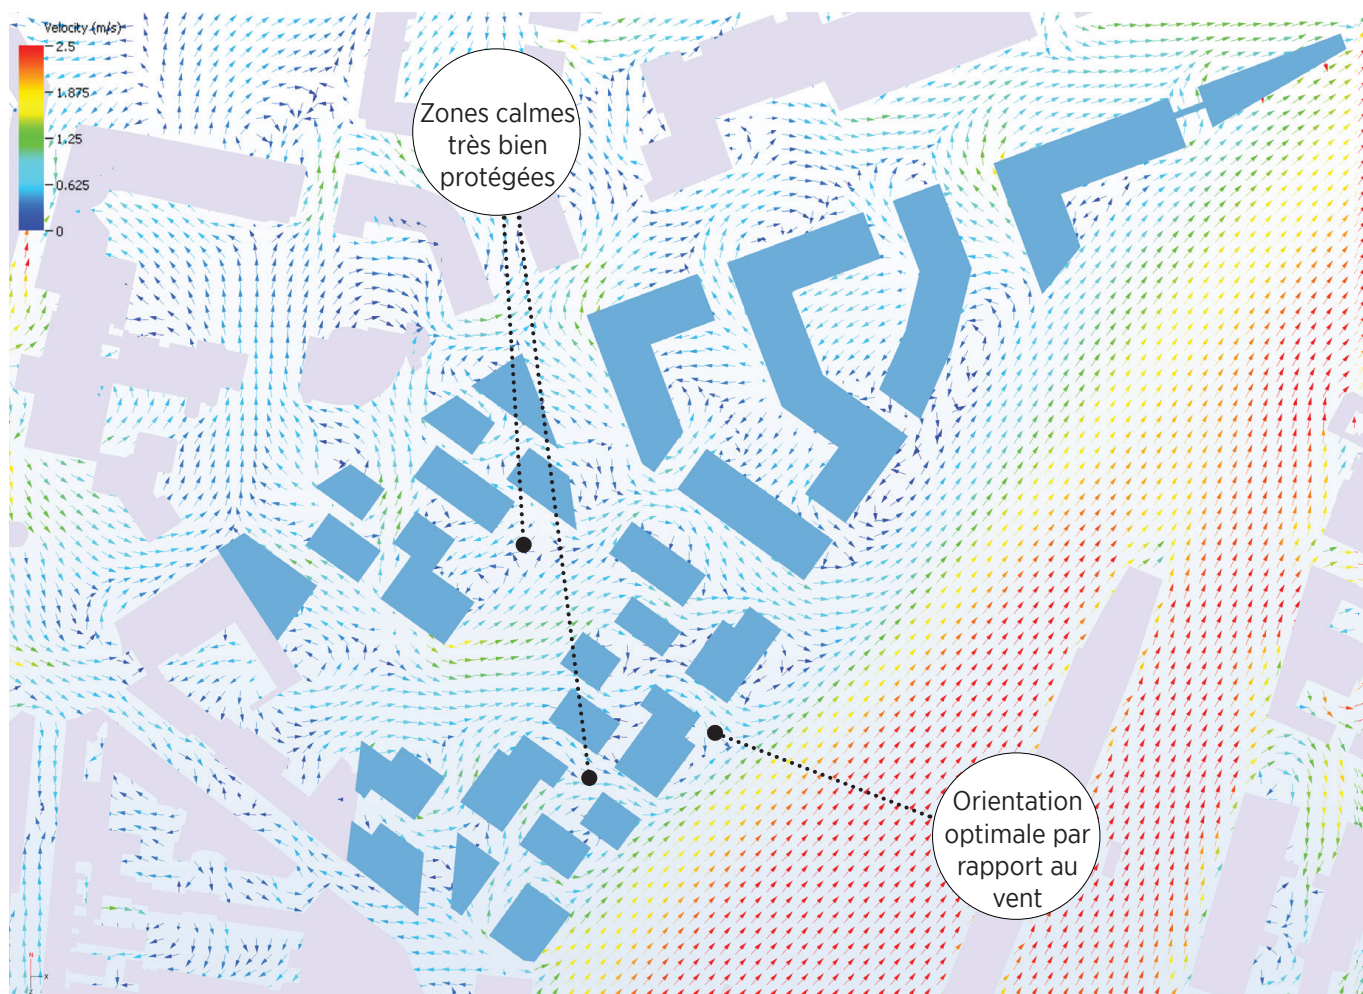 Velocity (m/s)
2.5
1.875
1.25
0.625
0
Zones calmes
très bien
protégées
Orientation
optimale par
rapport au
vent
N
X